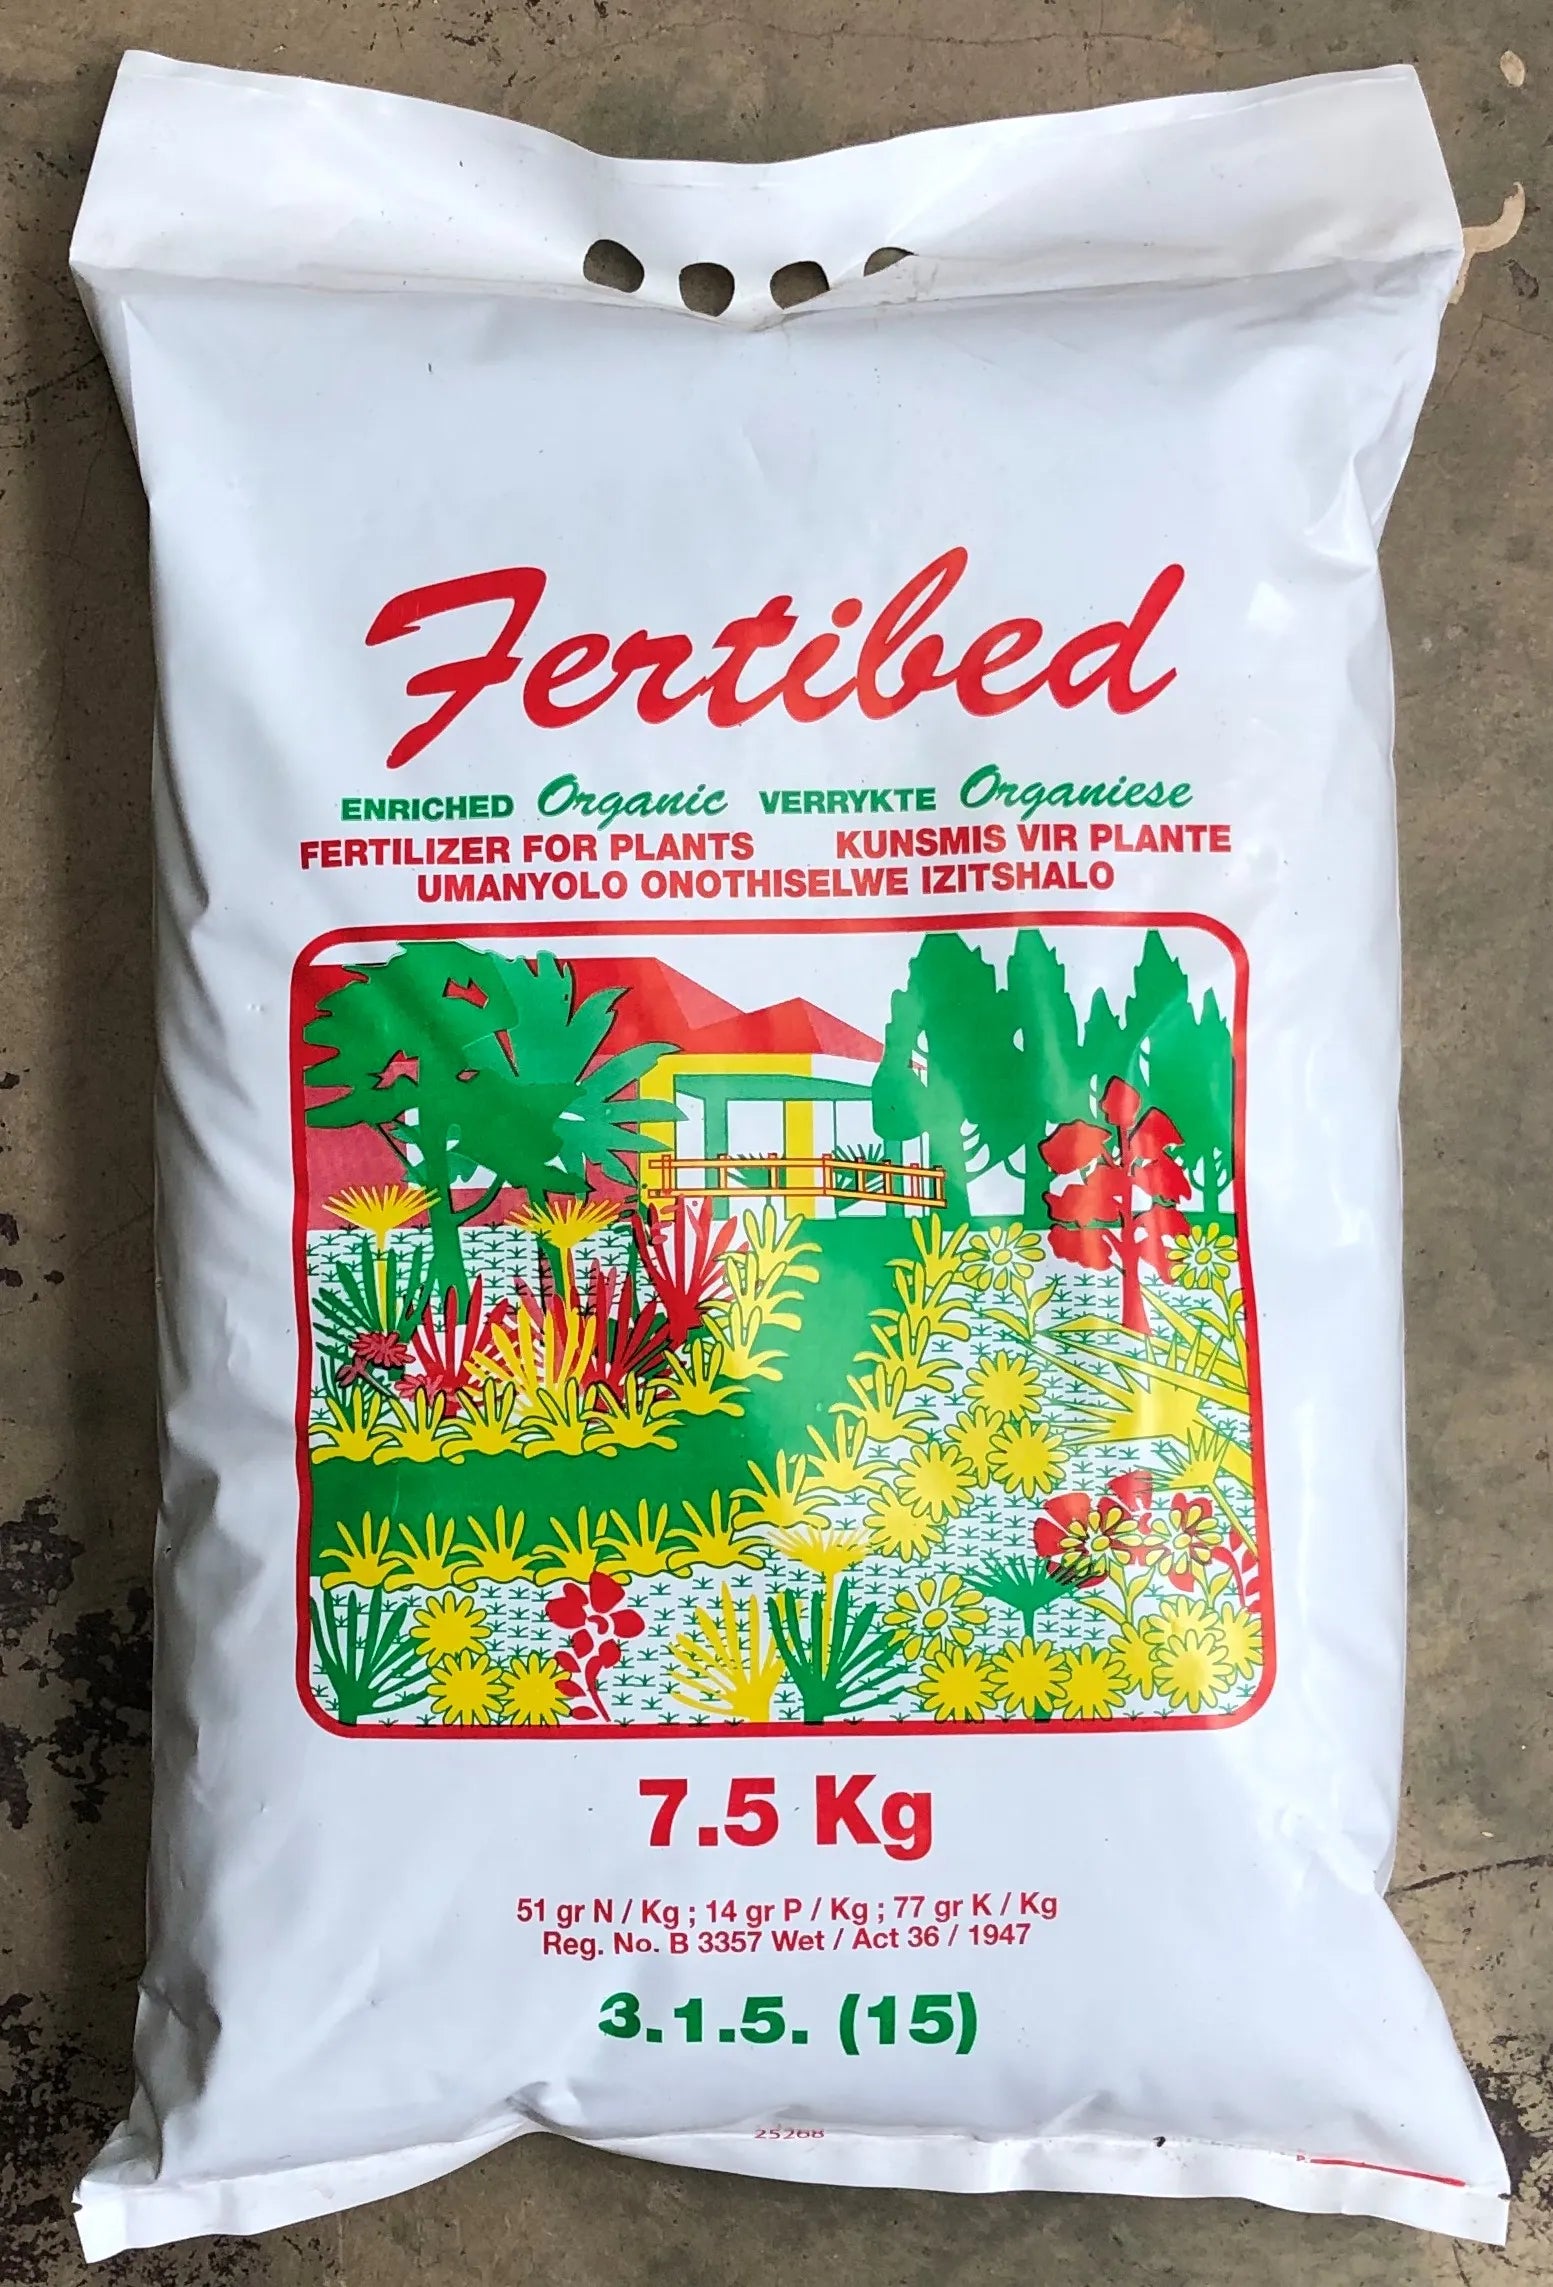 Fertibed
ENRICHED Organic VERRYKTE Organiese
FERTILIZER FOR PLANTS KUNSMIS VIR PLANTE
UMANYOLO ONOTHISELWE IZITSHALO
7.5 Kg
51 gr N / Kg ; 14 gr P / Kg ; 77 gr K / Kg
Reg. No. B 3357 Wet / Act 36 / 1947
3.1.5. (15)